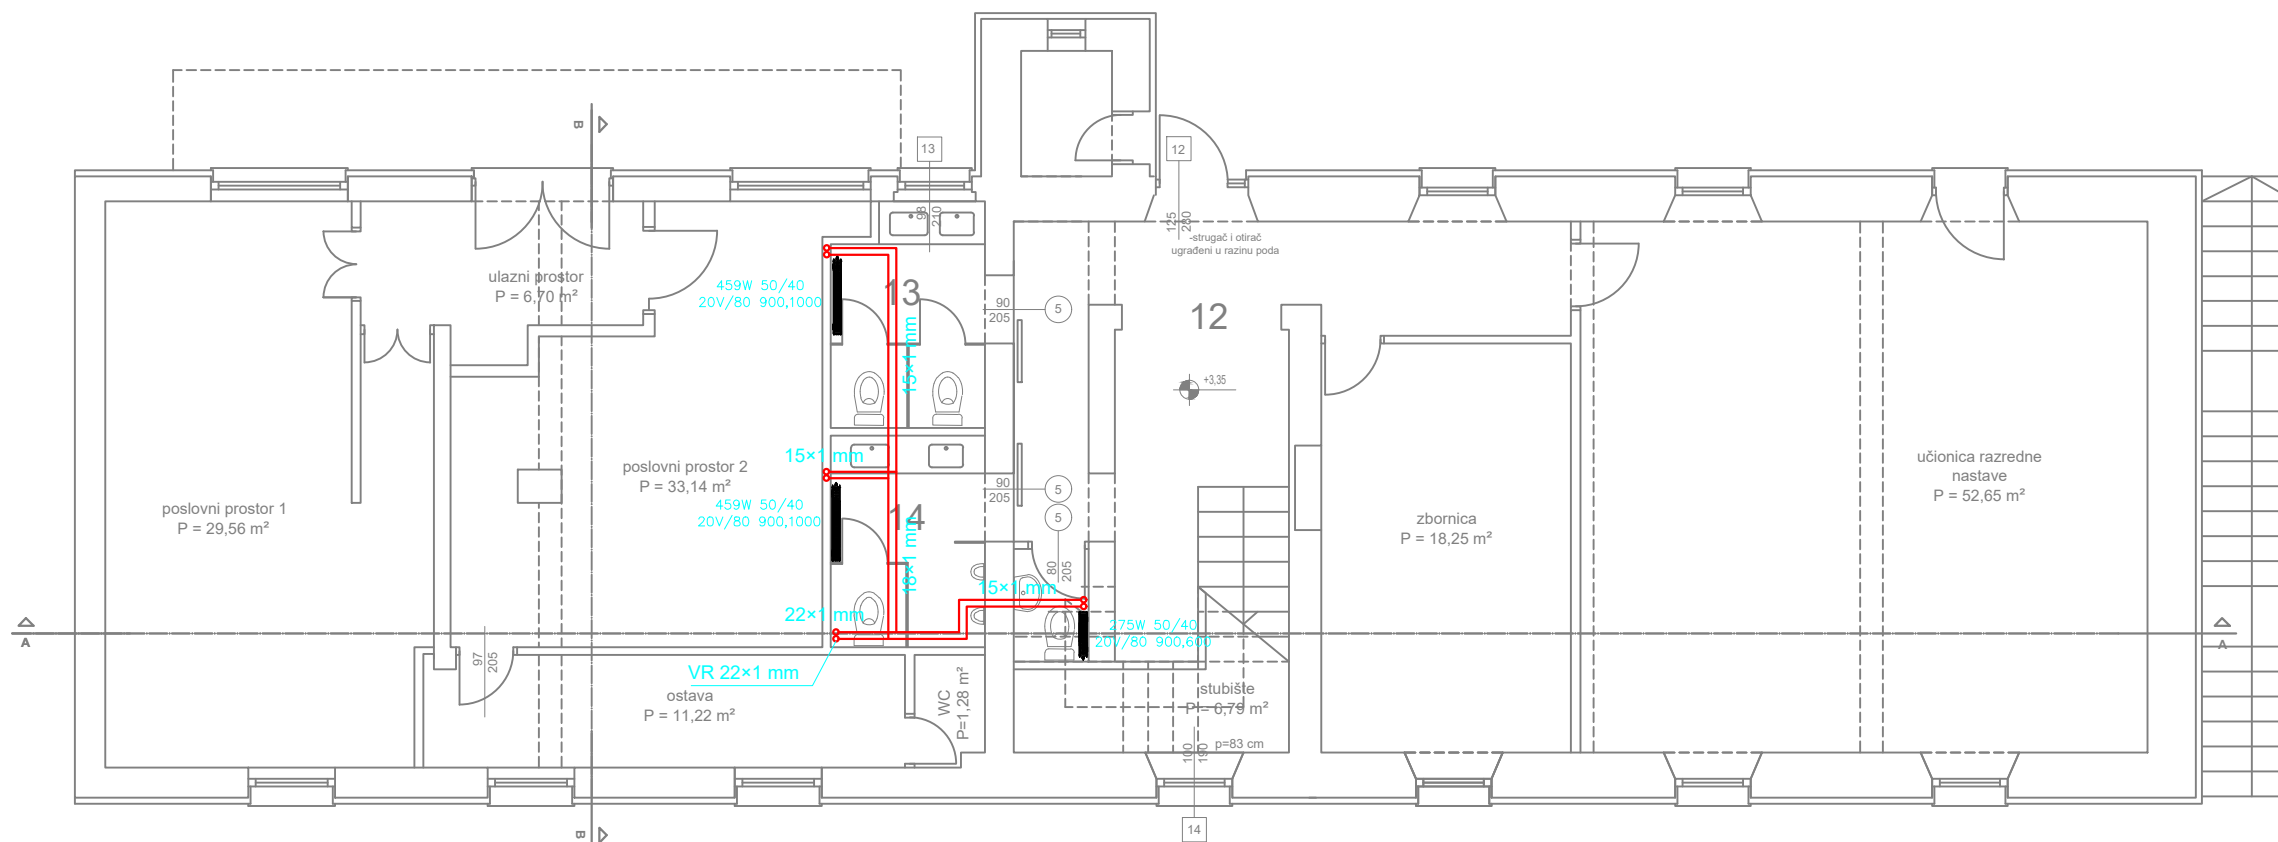 B
13
12
98
210
125
280
-strugač i otirač
ugrađeni u razinu poda
ulazni prostor
P = 6,70 m²
459W 50/40
20V/80 900,1000
13
90
205
5
12
15×1 mm
+3,35
15×1 mm
poslovni prostor 2
P = 33,14 m²
učionica razredne
nastave
P = 52,65 m²
poslovni prostor 1
P = 29,56 m²
459W 50/40
20V/80 900,1000
14
90
205
5
5
zbornica
P = 18,25 m²
18×1 mm
80
205
15×1 mm
22×1 mm
275W 50/40
20V/80 900,600
A
A
97
205
VR 22×1 mm
ostava
P = 11,22 m²
WC
P=1,28 m²
stubište
P = 6,79 m²
p=83 cm
100
190
B
14